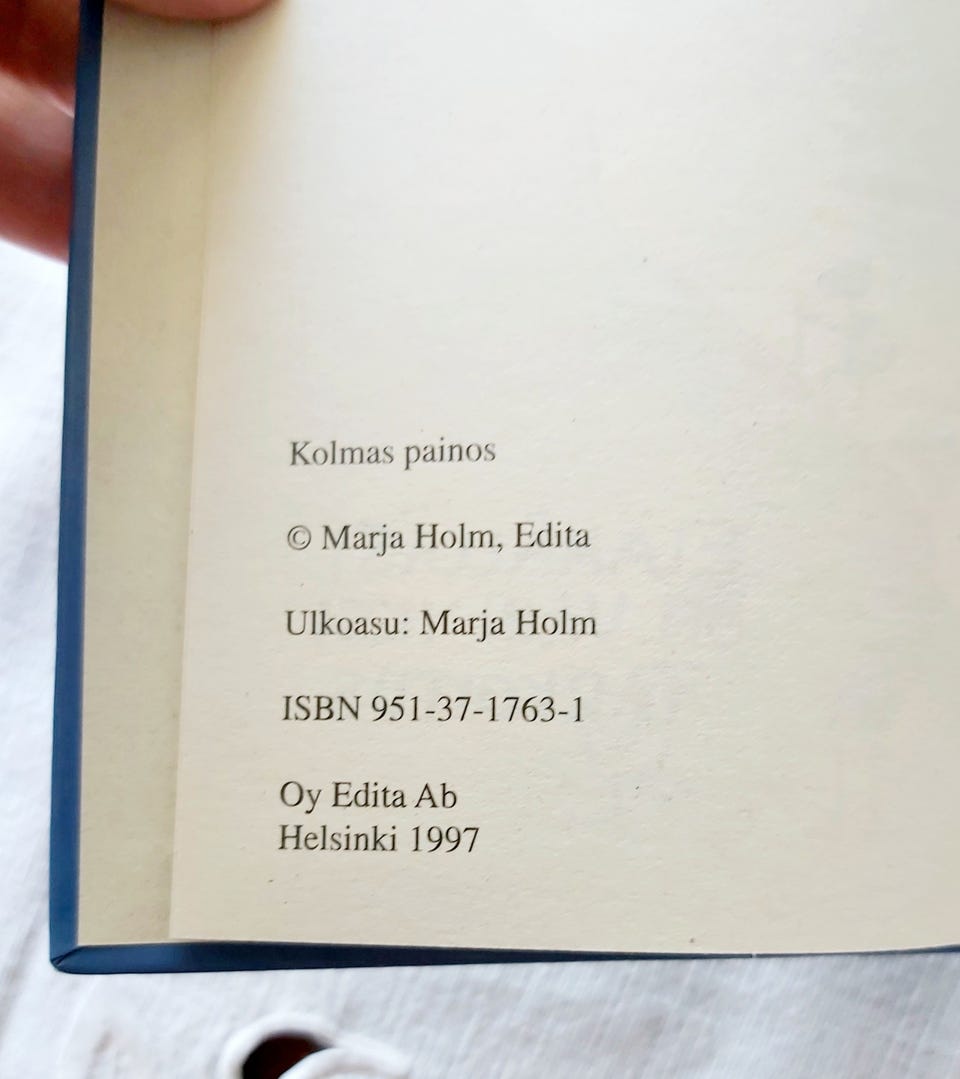 Kolmas painos
© Marja Holm, Edita
Ulkoasu: Marja Holm
ISBN 951-37-1763-1
Oy Edita Ab
Helsinki 1997